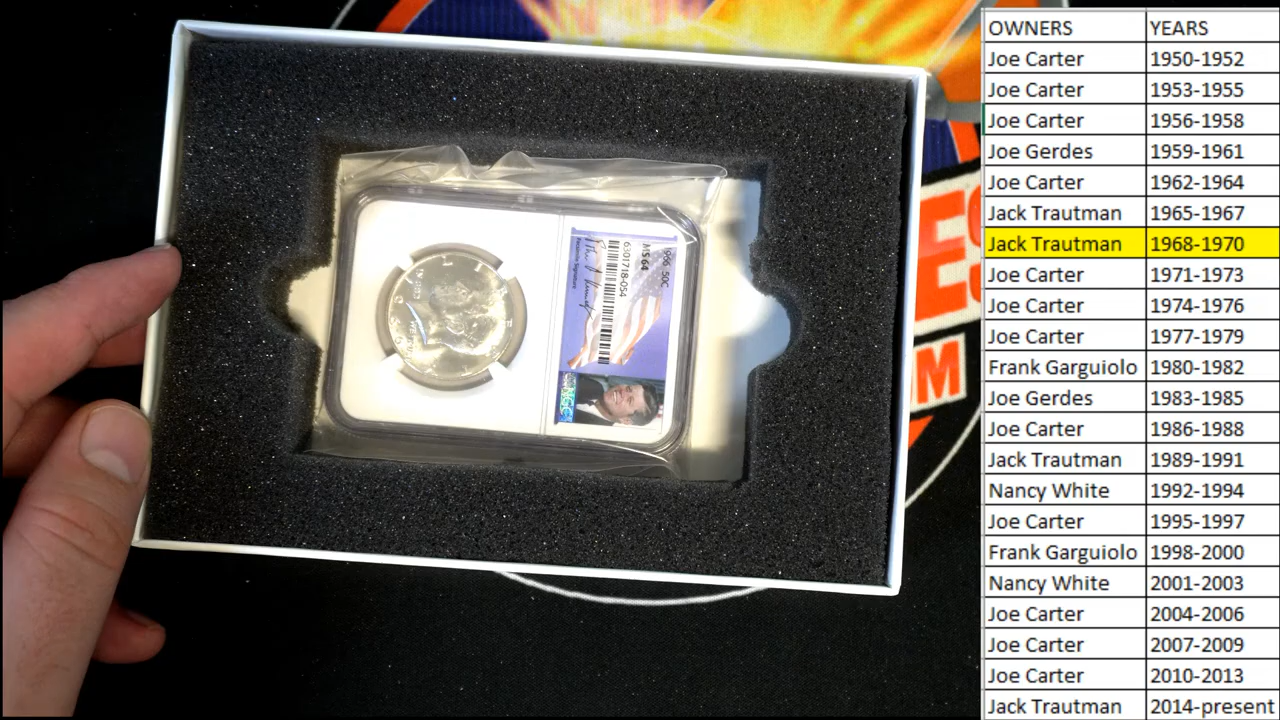 1966 50C
MS 64
6301718-054
Facsimile Signature
NGC
ES
M
OWNERS YEARS
Joe Carter 1950-1952
Joe Carter 1953-1955
Joe Carter 1956-1958
Joe Gerdes 1959-1961
Joe Carter 1962-1964
Jack Trautman 1965-1967
Jack Trautman 1968-1970
Joe Carter 1971-1973
Joe Carter 1974-1976
Joe Carter 1977-1979
Frank Garguiolo 1980-1982
Joe Gerdes 1983-1985
Joe Carter 1986-1988
Jack Trautman 1989-1991
Nancy White 1992-1994
Joe Carter 1995-1997
Frank Garguiolo 1998-2000
Nancy White 2001-2003
Joe Carter 2004-2006
Joe Carter 2007-2009
Joe Carter 2010-2013
Jack Trautman 2014-present